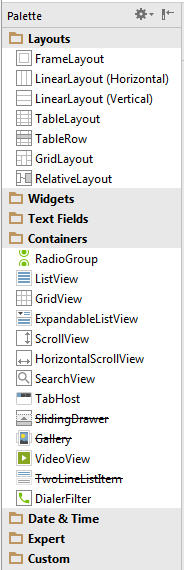 Palette
Layouts
FrameLayout
LinearLayout (Horizontal)
LinearLayout (Vertical)
TableLayout
TableRow
GridLayout
RelativeLayout
Widgets
Text Fields
Containers
RadioGroup
ListView
GridView
ExpandableListView
ScrollView
HorizontalScrollView
SearchView
TabHost
SlidingDrawer
Gallery
VideoView
TwoLineListItem
DialerFilter
Date & Time
Expert
Custom